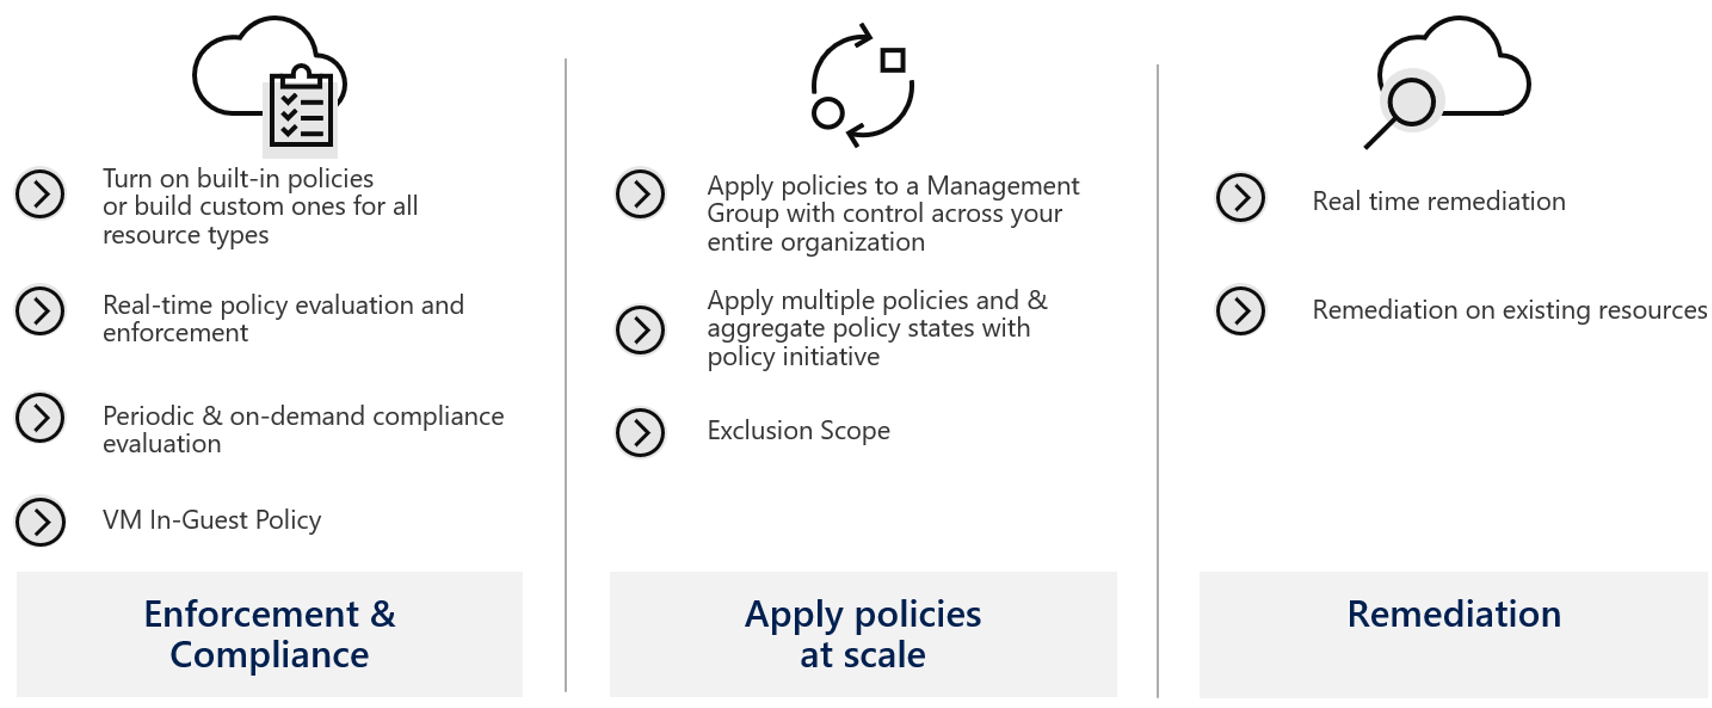 Turn on built-in policies
or build custom ones for all
resource types
Real-time policy evaluation and
enforcement
Periodic & on-demand compliance
evaluation
VM In-Guest Policy
Enforcement &
Compliance
Apply policies to a Management
Group with control across your
entire organization
Apply multiple policies and &
aggregate policy states with
policy initiative
Exclusion Scope
Apply policies
at scale
Real time remediation
Remediation on existing resources
Remediation